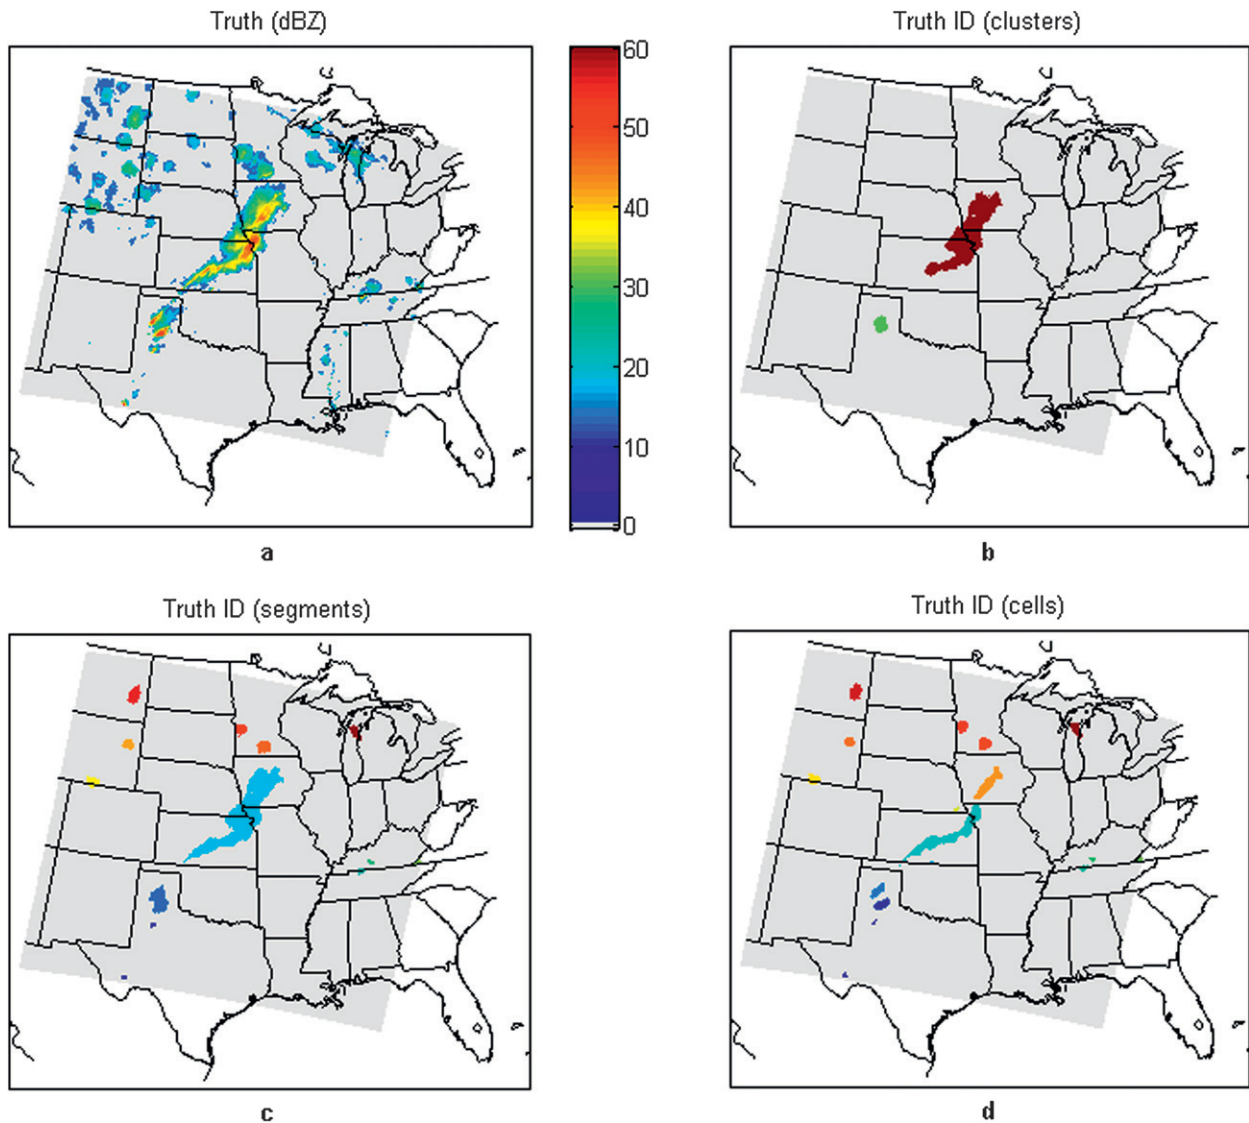 Truth (dBZ)
Truth ID (clusters)
60
50
40
30
20
10
0
a
b
Truth ID (segments)
Truth ID (cells)
c
d